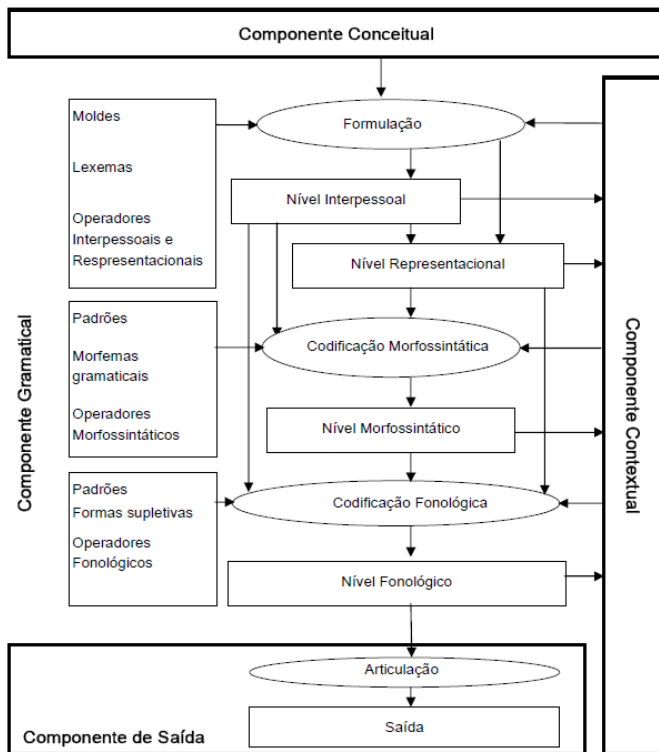 Componente Conceitual
Moldes
Lexemas
Operadores
Interpessoais e
Respresentacionais
Formulação
Nível Interpessoal
Nível Representacional
Componente Gramatical
Padrões
Morfemas
gramaticais
Operadores
Morfossintáticos
Codificação Morfossintática
Nível Morfossintático
Padrões
Formas supletivas
Operadores
Fonológicos
Codificação Fonológica
Nível Fonológico
Componente Contextual
Articulação
Saída
Componente de Saída